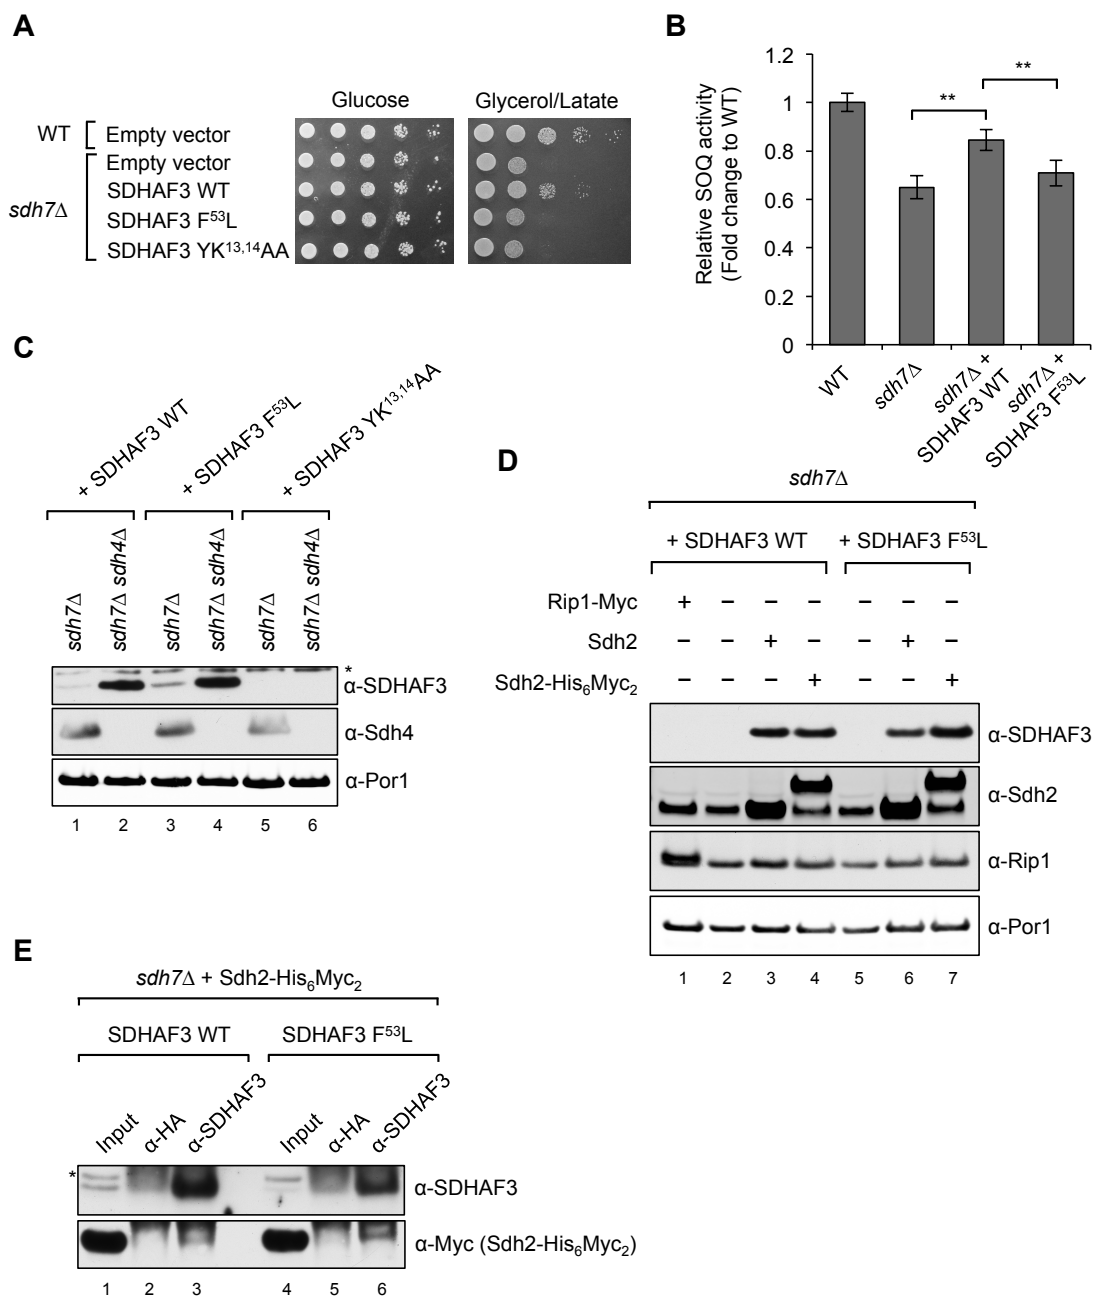 A
Glucose Glycerol/Latate
WT Empty vector
Empty vector
SDHAF3 WT
sdh7Δ
SDHAF3 F53L
SDHAF3 YK13,14AA
B
Relative SOQ activity
(Fold change to WT)
1.2
1
0.8
0.6
0.4
0.2
0
** **
WT
sdh7Δ
sdh7Δ +
SDHAF3 WT
sdh7Δ +
SDHAF3 F53L
C
+ SDHAF3 WT
+ SDHAF3 F53L
+ SDHAF3 YK13,14AA
sdh7Δ
sdh7Δ sdh4Δ
sdh7Δ
sdh7Δ sdh4Δ
sdh7Δ
sdh7Δ sdh4Δ
*
α-SDHAF3
α-Sdh4
α-Por1
1 2 3 4 5 6
D
sdh7Δ
+ SDHAF3 WT + SDHAF3 F53L
Rip1-Myc + – – – – – –
Sdh2 – – + – – + –
Sdh2-His6Myc2 – – – + – – +
α-SDHAF3
α-Sdh2
α-Rip1
α-Por1
1 2 3 4 5 6 7
E
sdh7Δ + Sdh2-His6Myc2
SDHAF3 WT SDHAF3 F53L
Input α-HA α-SDHAF3 Input α-HA α-SDHAF3
*
α-SDHAF3
α-Myc (Sdh2-His6Myc2)
1 2 3 4 5 6